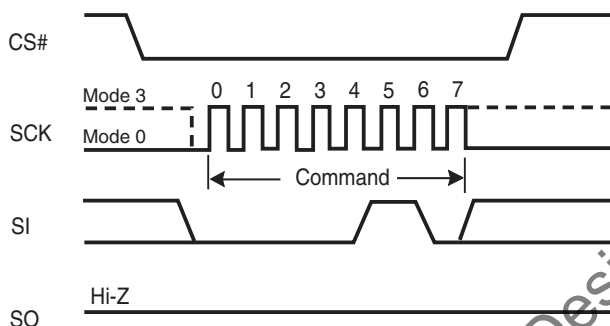 CS#
Mode 3
0 1 2 3 4 5 6 7
SCK
Mode 0
Command
SI
Hi-Z
SO